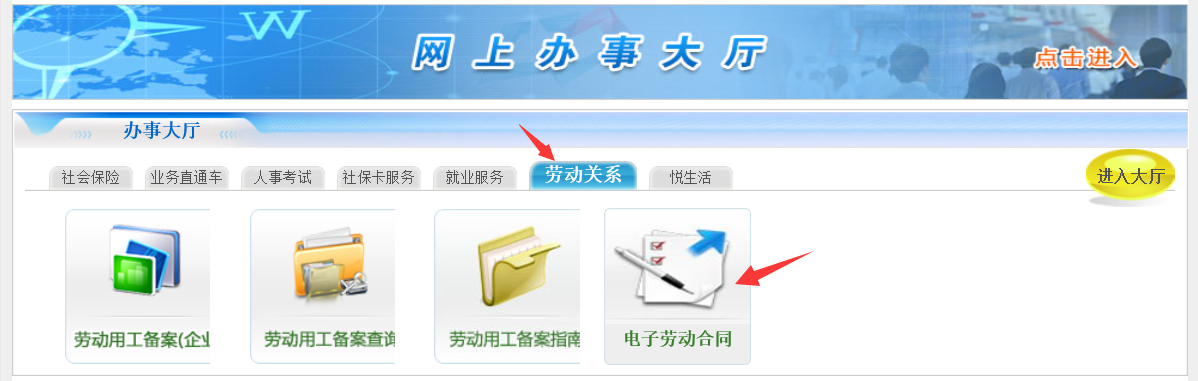 W
网上办事大厅
点击进入
办事大厅
社会保险
业务直通车
人事考试
社保卡服务
就业服务
劳动关系
悦生活
进入大厅
劳动用工备案(企业
劳动用工备案查询
劳动用工备案指南
电子劳动合同